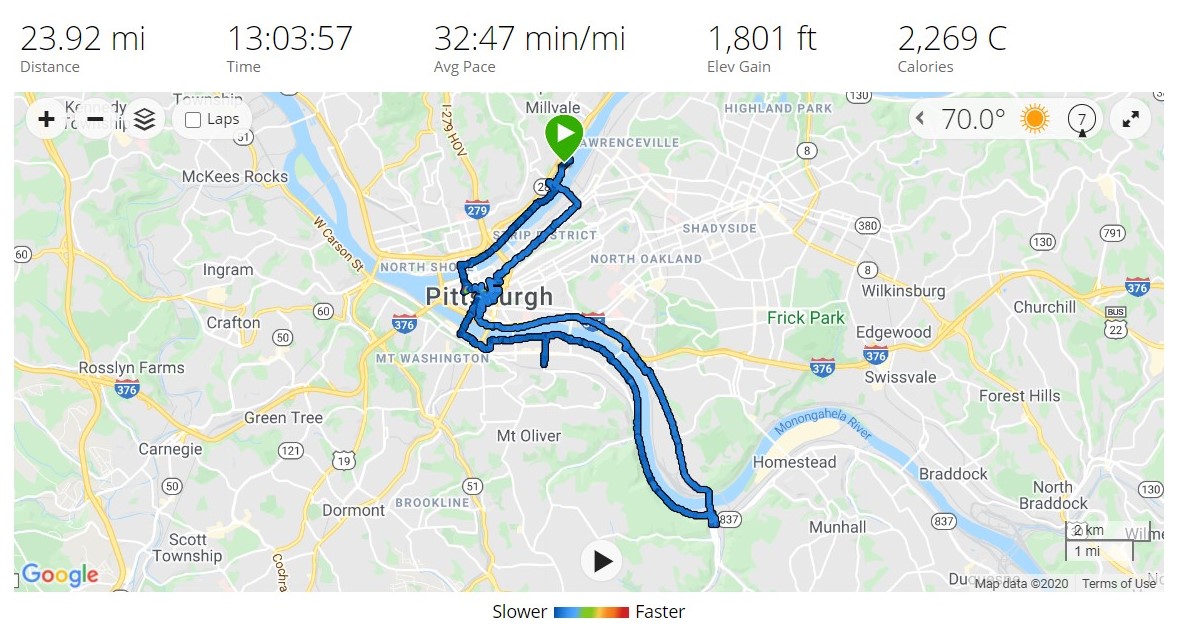 23.92 mi
13:03:57
32:47 min/mi
1,801 ft
2,269 C
Distance
Time
Avg Pace
Elev Gain
Calories
Kennedy
Township
Township
Millvale
HIGHLAND PARK
130
+
−
Laps
51
I-279 HOV
70.0°
7
AWRENCEVILLE
8
McKees Rocks
28
279
W Carson St
STRIP DISTRICT
SHADYSIDE
380
791
130
60
Ingram
NORTH SHORE
NORTH OAKLAND
8
Wilkinsburg
376
Pittsburgh
Crafton
60
376
Frick Park
Churchill
BUS
22
50
Edgewood
MT WASHINGTON
376
376
Rosslyn Farms
376
Swissvale
Forest Hills
Green Tree
Monongahela River
Carnegie
121
19
Mt Oliver
Homestead
Braddock
50
51
North
Braddock
130
BROOKLINE
Dormont
837
Munhall
837
Scott
Township
2 km
1 mi
Google
Map data ©2020
Terms of Use
Slower
Faster